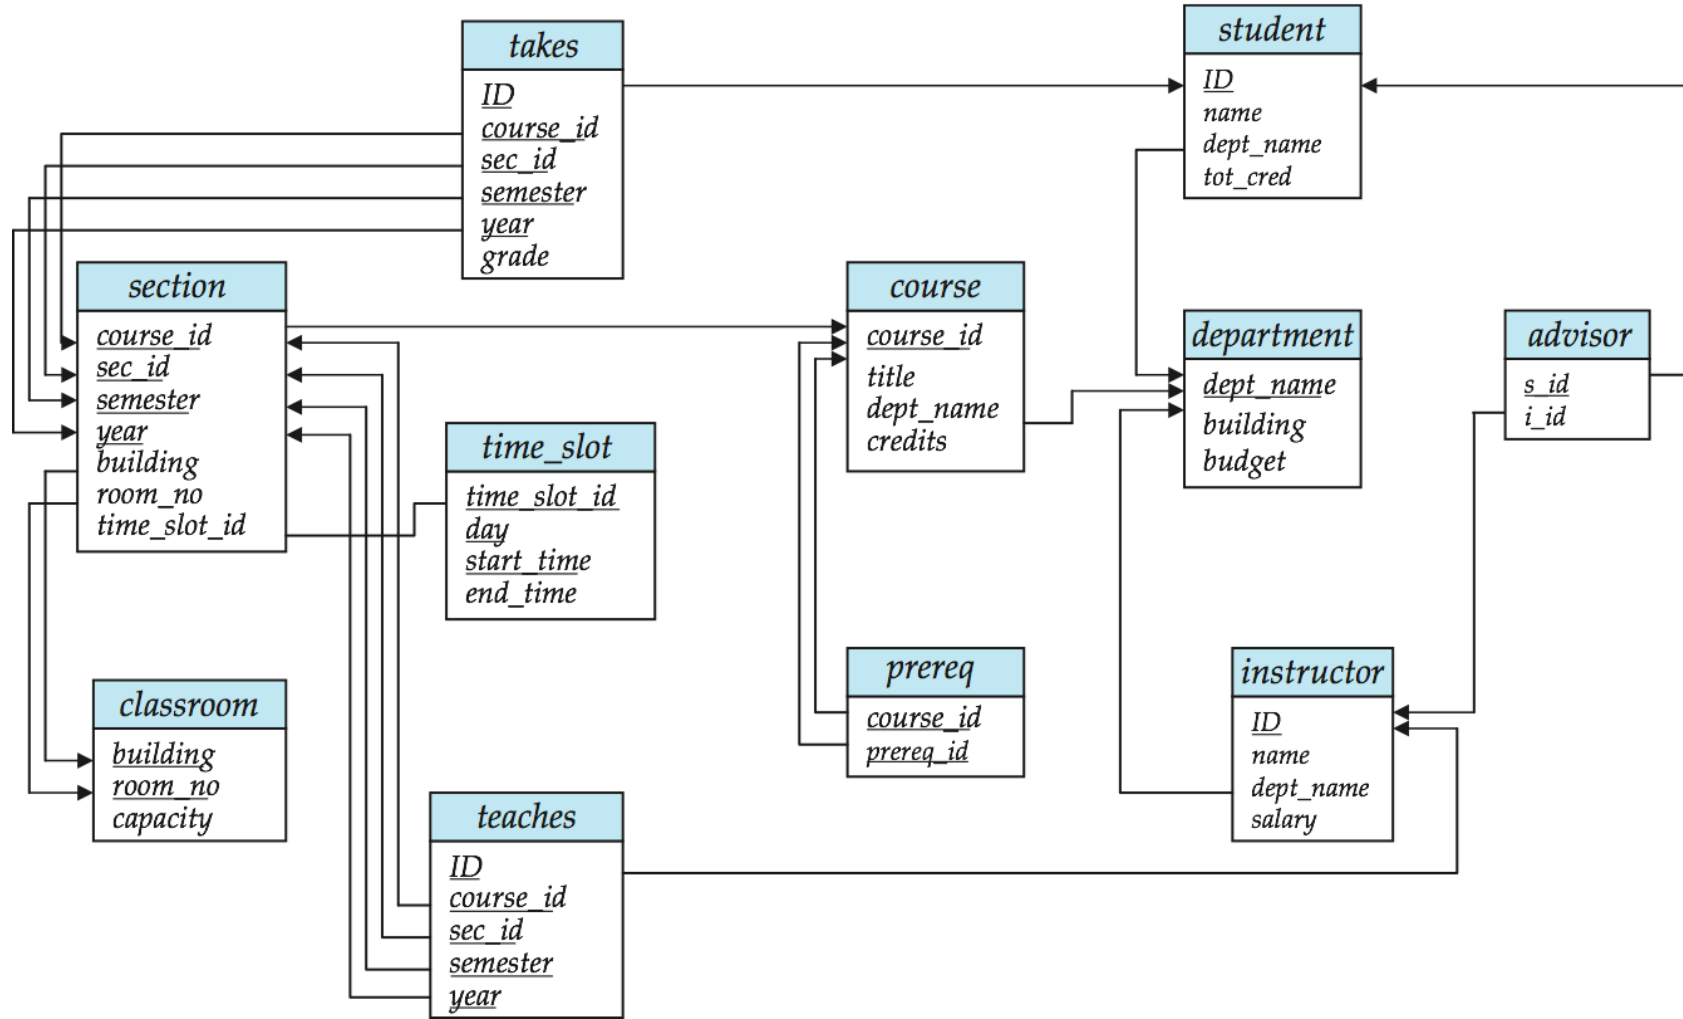 takes
ID
course_id
sec_id
semester
year
grade
student
ID
name
dept_name
tot_cred
section
course_id
sec_id
semester
year
building
room_no
time_slot_id
course
course_id
title
dept_name
credits
department
dept_name
building
budget
advisor
s_id
i_id
time_slot
time_slot_id
day
start_time
end_time
prereq
course_id
prereq_id
instructor
ID
name
dept_name
salary
classroom
building
room_no
capacity
teaches
ID
course_id
sec_id
semester
year